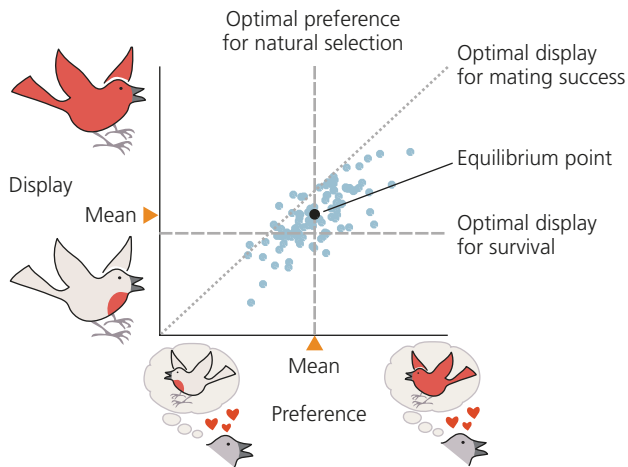 Optimal preference
for natural selection
Optimal display
for mating success
Equilibrium point
Display
Mean
Optimal display
for survival
Mean
Preference